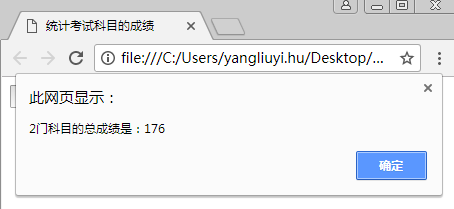 统计考试科目的成绩
file:///C:/Users/yangliuyi.hu/Desktop/...
此网页显示：
2门科目的总成绩是：176
确定